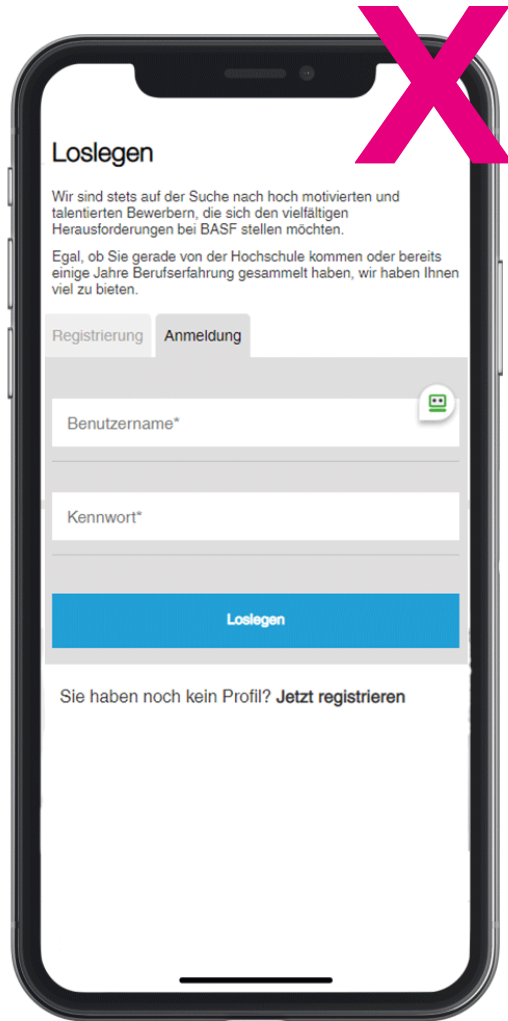 X
Loslegen
Wir sind stets auf der Suche nach hoch motivierten und
talentierten Bewerbern, die sich den vielfältigen
Herausforderungen bei BASF stellen möchten.
Egal, ob Sie gerade von der Hochschule kommen oder bereits
einige Jahre Berufserfahrung gesammelt haben, wir haben Ihnen
viel zu bieten.
Registrierung Anmeldung
Benutzername*
Kennwort*
Loslegen
Sie haben noch kein Profil? Jetzt registrieren